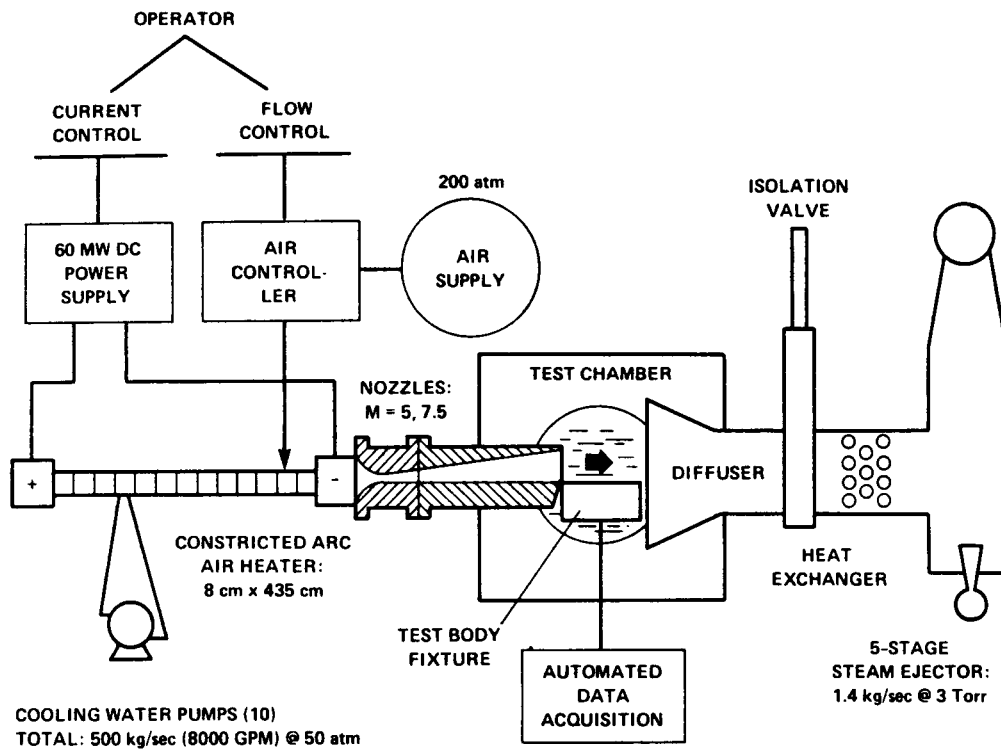 OPERATOR
CURRENT
CONTROL
FLOW
CONTROL
60 MW DC
POWER
SUPPLY
AIR
CONTROL-
LER
200 atm
AIR
SUPPLY
ISOLATION
VALVE
NOZZLES:
M = 5, 7.5
TEST CHAMBER
DIFFUSER
+
-
CONSTRICTED ARC
AIR HEATER:
8 cm x 435 cm
HEAT
EXCHANGER
TEST BODY
FIXTURE
AUTOMATED
DATA
ACQUISITION
5-STAGE
STEAM EJECTOR:
1.4 kg/sec @ 3 Torr
COOLING WATER PUMPS (10)
TOTAL: 500 kg/sec (8000 GPM) @ 50 atm